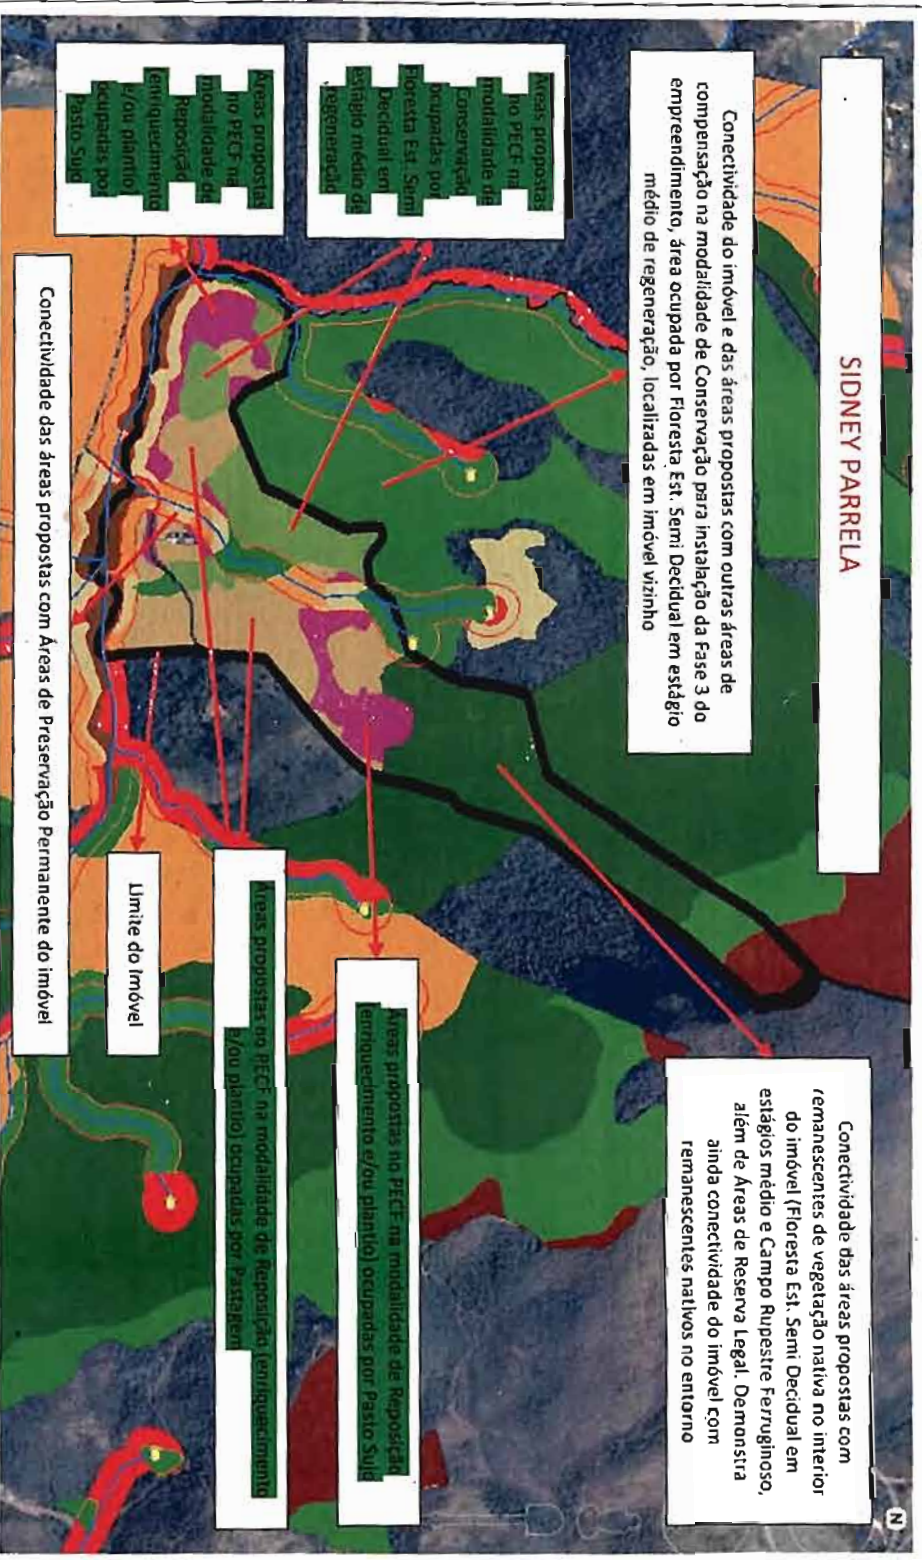 SIDNEY PARRELA
Conectividade do imóvel e das áreas propostas com outras áreas de
compensação na modalidade de Conservação para instalação da Fase 3 do
empreendimento, área ocupada por Floresta Est. Semi Decidual em estágio
médio de regeneração, localizadas em imóvel vizinho
Áreas propostas
no PECF na
modalidade de
Conservação
ocupadas por
Floresta Est. Semi
Decidual em
estágio médio de
regeneração
Áreas propostas
no PECF na
modalidade de
Reposição
(enriquecimento
e/ou plantio)
ocupadas por
Pasto Sujo
Conectividade das áreas propostas com Áreas de Preservação Permanente do imóvel
Conectividade das áreas propostas com
remanescentes de vegetação nativa no interior
do imóvel (Floresta Est. Semi Decidual em
estágios médio e Campo Rupestre Ferruginoso,
além de Áreas de Reserva Legal. Demonstra
ainda conectividade do imóvel com
remanescentes nativos no entorno
Áreas propostas no PECF na modalidade de Reposição
(enriquecimento e/ou plantio) ocupadas por Pasto Sujo
Áreas propostas no PECF na modalidade de Reposição (enriquecimento
e/ou plantio) ocupadas por Pastagem
Limite do Imóvel
N